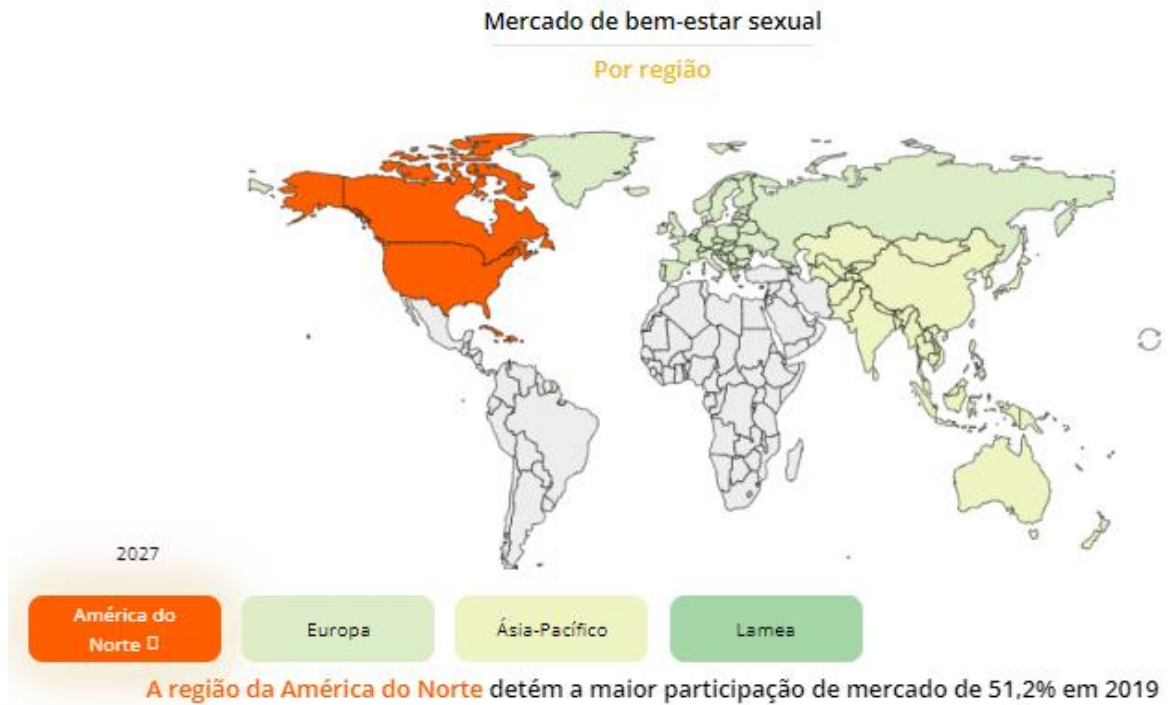 Mercado de bem-estar sexual
Por região
2027
América do
Norte
Europa
Ásia-Pacífico
Lamea
A região da América do Norte detém a maior participação de mercado de 51,2% em 2019